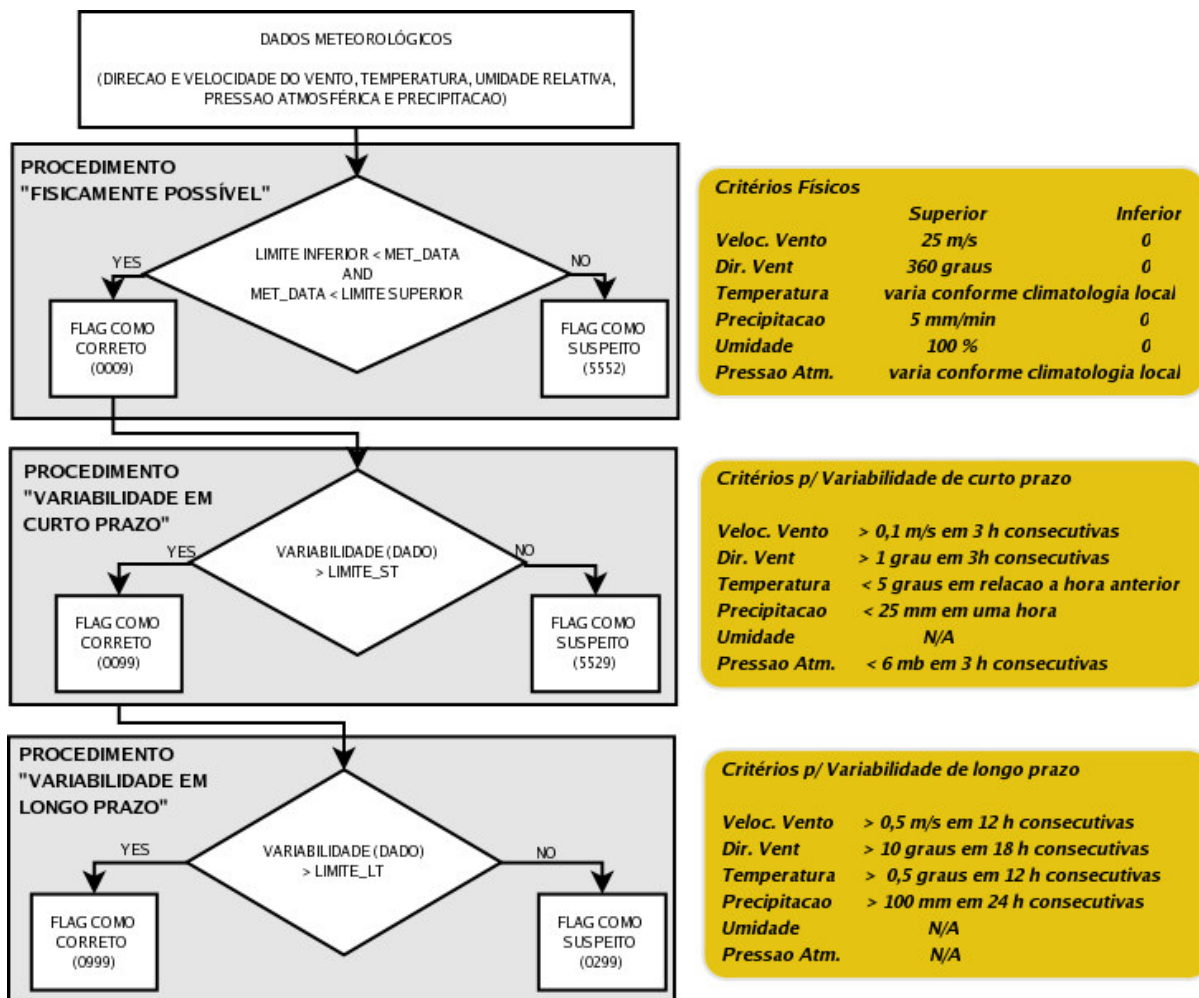 DADOS METEOROLÓGICOS
(DIRECAO E VELOCIDADE DO VENTO, TEMPERATURA, UMIDADE RELATIVA,
PRESSAO ATMOSFÉRICA E PRECIPITACAO)
PROCEDIMENTO
"FISICAMENTE POSSÍVEL"
LIMITE INFERIOR < MET_DATA
AND
MET_DATA < LIMITE SUPERIOR
YES
NO
FLAG COMO
CORRETO
(0009)
FLAG COMO
SUSPEITO
(5552)
Critérios Físicos
Superior Inferior
Veloc. Vento 25 m/s 0
Dir. Vent 360 graus 0
Temperatura varia conforme climatologia local
Precipitacao 5 mm/min 0
Umidade 100 % 0
Pressao Atm. varia conforme climatologia local
PROCEDIMENTO
"VARIABILIDADE EM
CURTO PRAZO"
VARIABILIDADE (DADO)
> LIMITE_ST
YES
NO
FLAG COMO
CORRETO
(0099)
FLAG COMO
SUSPEITO
(5529)
Critérios p/ Variabilidade de curto prazo
Veloc. Vento > 0,1 m/s em 3 h consecutivas
Dir. Vent > 1 grau em 3h consecutivas
Temperatura < 5 graus em relacao a hora anterior
Precipitacao < 25 mm em uma hora
Umidade N/A
Pressao Atm. < 6 mb em 3 h consecutivas
PROCEDIMENTO
"VARIABILIDADE EM
LONGO PRAZO"
VARIABILIDADE (DADO)
> LIMITE_LT
YES
NO
FLAG COMO
CORRETO
(0999)
FLAG COMO
SUSPEITO
(0299)
Critérios p/ Variabilidade de longo prazo
Veloc. Vento > 0,5 m/s em 12 h consecutivas
Dir. Vent > 10 graus em 18 h consecutivas
Temperatura > 0,5 graus em 12 h consecutivas
Precipitacao > 100 mm em 24 h consecutivas
Umidade N/A
Pressao Atm. N/A